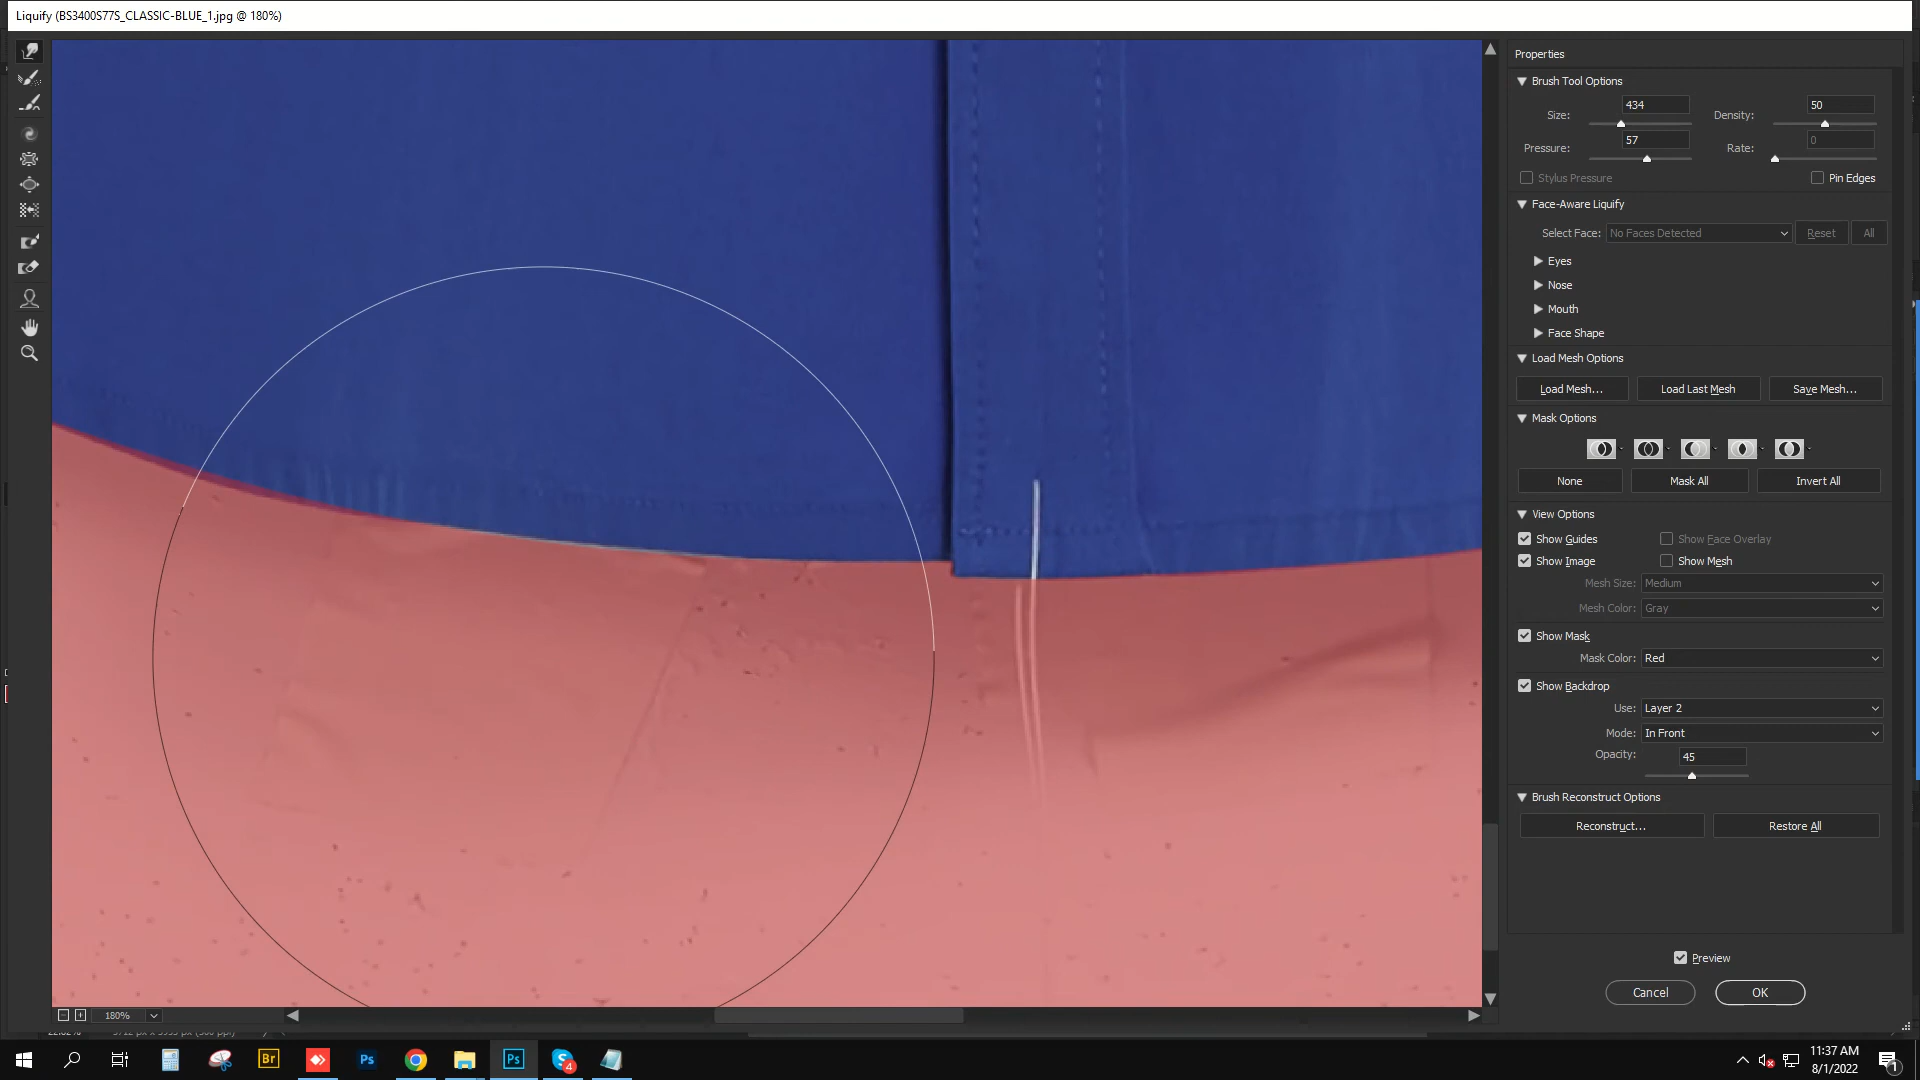 Liquify (BS3400S77S_CLASSIC-BLUE_1.jpg @ 180%)
Properties
Brush Tool Options
Size: 434 Density: 50
Pressure: 57 Rate: 0
Stylus Pressure Pin Edges
Face-Aware Liquify
Select Face: No Faces Detected Reset All
Eyes
Nose
Mouth
Face Shape
Load Mesh Options
Load Mesh... Load Last Mesh Save Mesh...
Mask Options
None Mask All Invert All
View Options
Show Guides Show Face Overlay
Show Image Show Mesh
Mesh Size: Medium
Mesh Color: Gray
Show Mask
Mask Color: Red
Show Backdrop
Use: Layer 2
Mode: In Front
Opacity: 45
Brush Reconstruct Options
Reconstruct... Restore All
Preview
Cancel OK
180%
Br Ps Ps 4
11:37 AM
8/1/2022
1